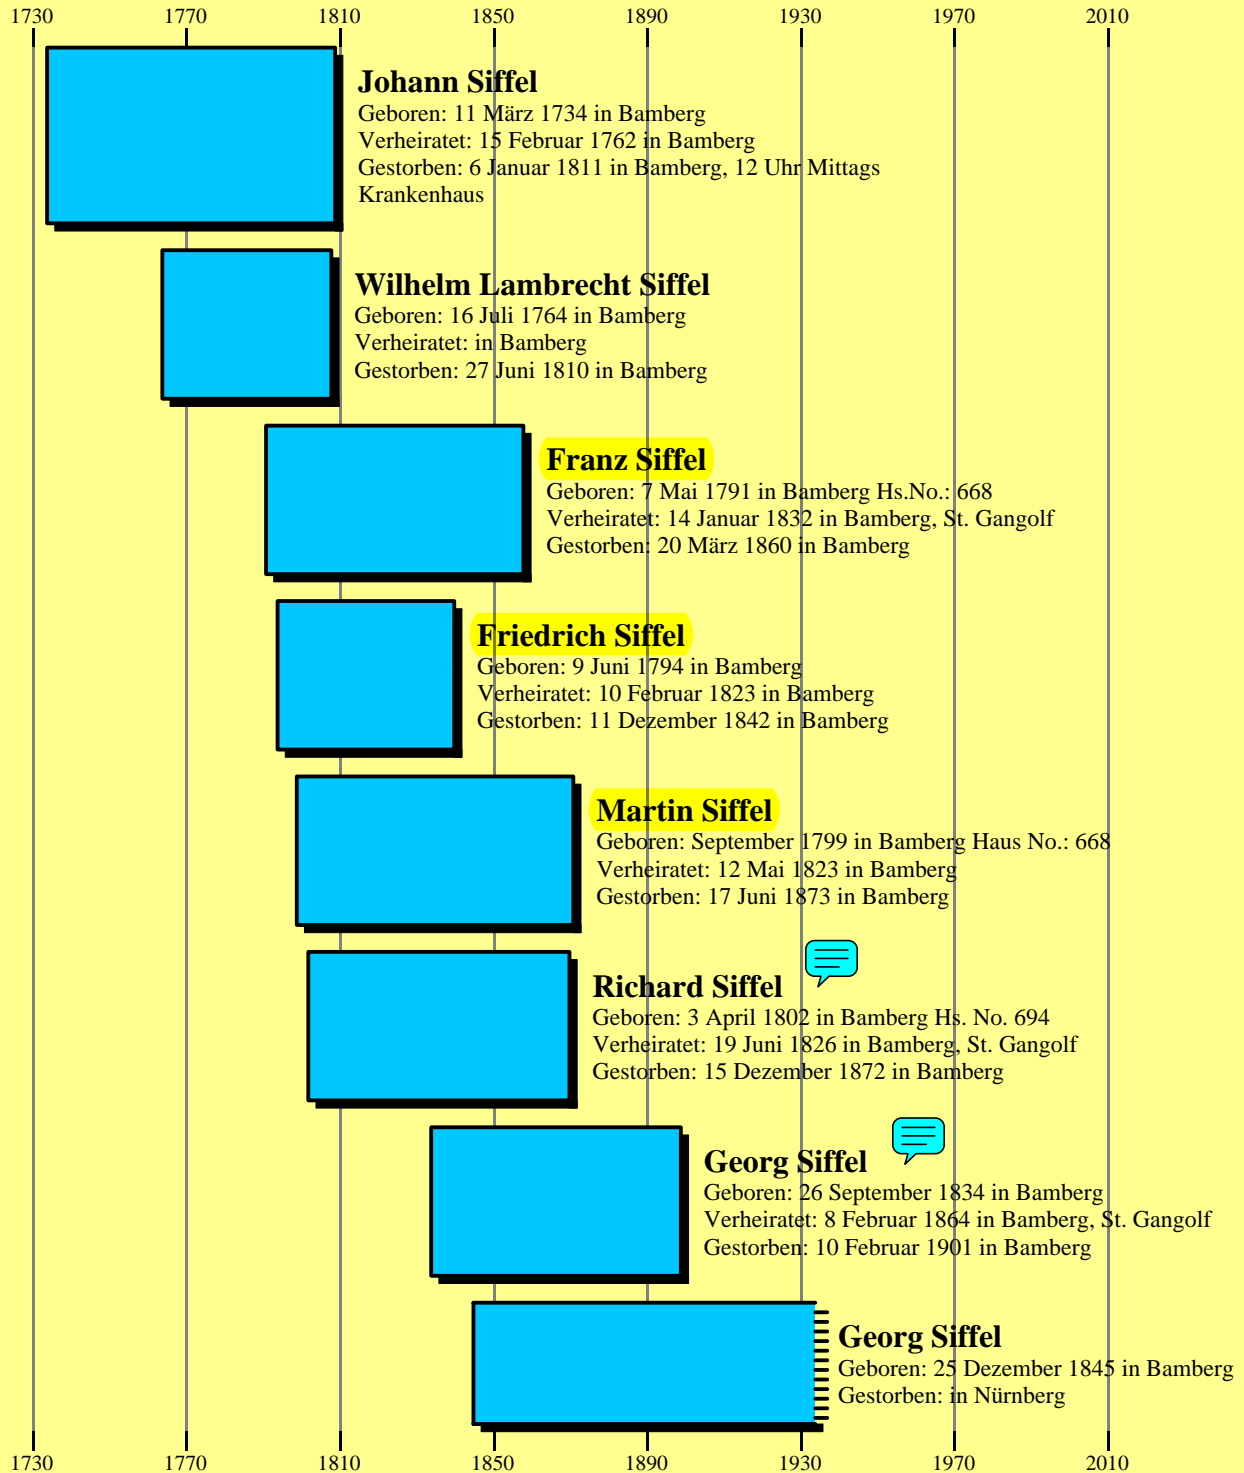 1730 1770 1810 1850 1890 1930 1970 2010
Johann Siffel
Geboren: 11 März 1734 in Bamberg
Verheiratet: 15 Februar 1762 in Bamberg
Gestorben: 6 Januar 1811 in Bamberg, 12 Uhr Mittags
Krankenhaus
Wilhelm Lambrecht Siffel
Geboren: 16 Juli 1764 in Bamberg
Verheiratet: in Bamberg
Gestorben: 27 Juni 1810 in Bamberg
Franz Siffel
Geboren: 7 Mai 1791 in Bamberg Hs.No.: 668
Verheiratet: 14 Januar 1832 in Bamberg, St. Gangolf
Gestorben: 20 März 1860 in Bamberg
Friedrich Siffel
Geboren: 9 Juni 1794 in Bamberg
Verheiratet: 10 Februar 1823 in Bamberg
Gestorben: 11 Dezember 1842 in Bamberg
Martin Siffel
Geboren: September 1799 in Bamberg Haus No.: 668
Verheiratet: 12 Mai 1823 in Bamberg
Gestorben: 17 Juni 1873 in Bamberg
Richard Siffel
Geboren: 3 April 1802 in Bamberg Hs. No. 694
Verheiratet: 19 Juni 1826 in Bamberg, St. Gangolf
Gestorben: 15 Dezember 1872 in Bamberg
Georg Siffel
Geboren: 26 September 1834 in Bamberg
Verheiratet: 8 Februar 1864 in Bamberg, St. Gangolf
Gestorben: 10 Februar 1901 in Bamberg
Georg Siffel
Geboren: 25 Dezember 1845 in Bamberg
Gestorben: in Nürnberg
1730 1770 1810 1850 1890 1930 1970 2010